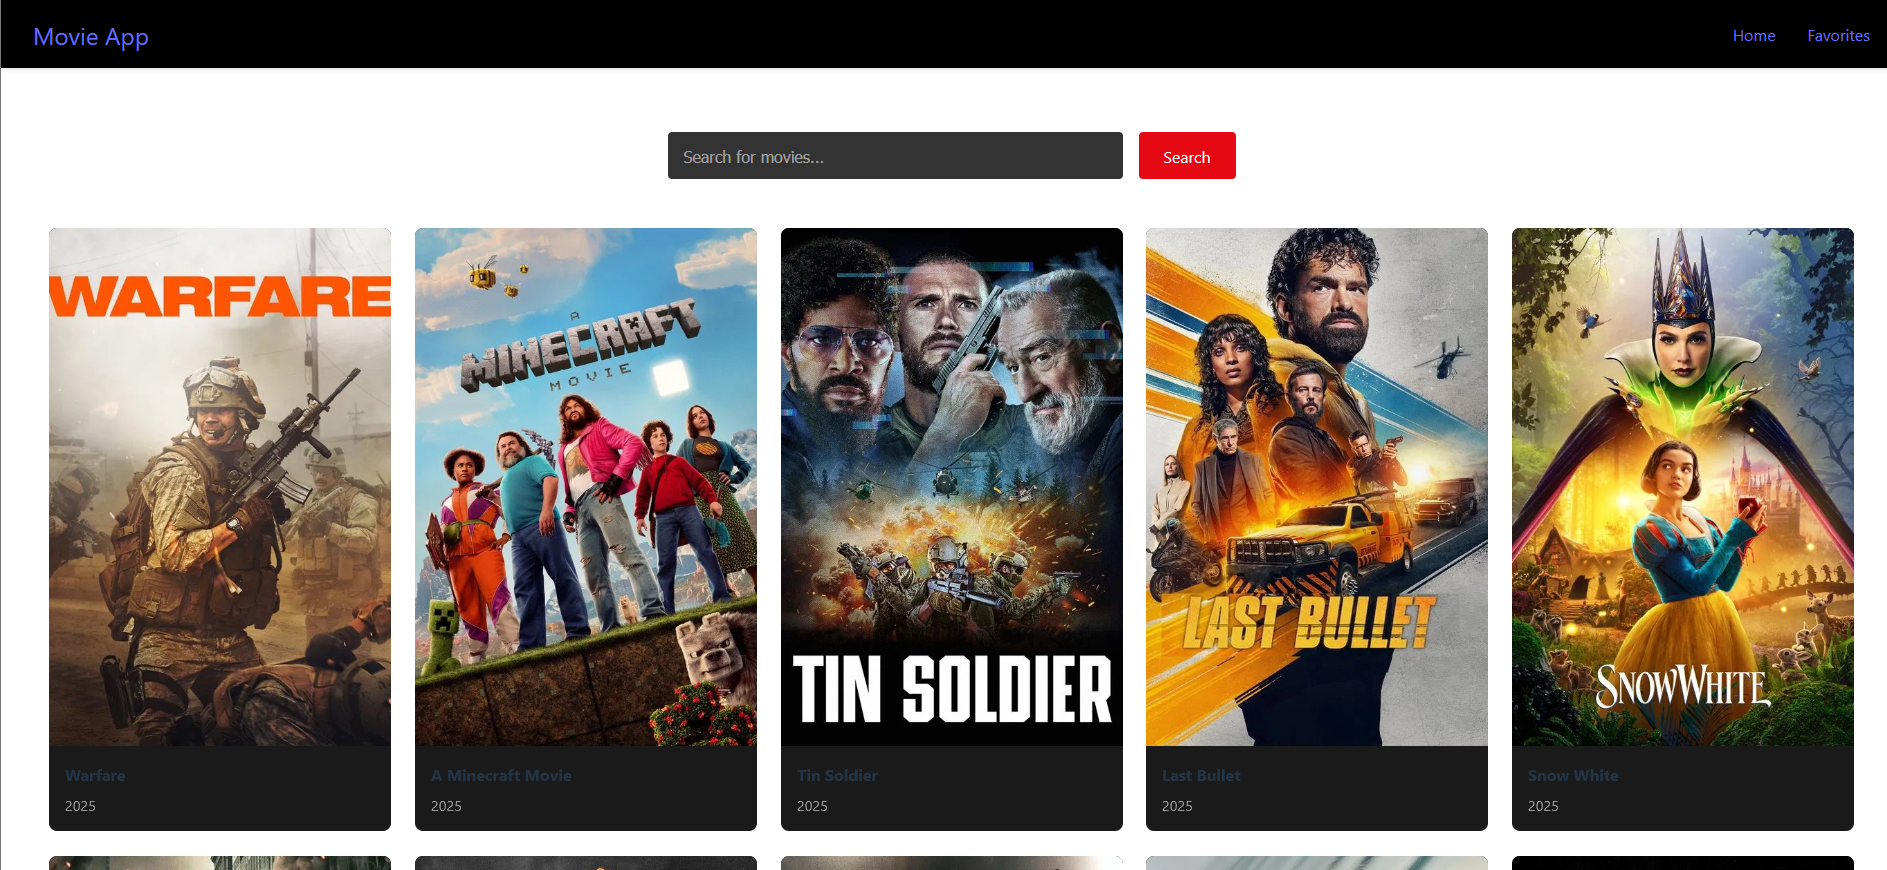 Movie App
Home
Favorites
Search for movies...
Search
WARFARE
A
MINECRAFT
MOVIE
TIN SOLDIER
LAST BULLET
SNOW WHITE
Warfare
A Minecraft Movie
Tin Soldier
Last Bullet
Snow White
2025
2025
2025
2025
2025